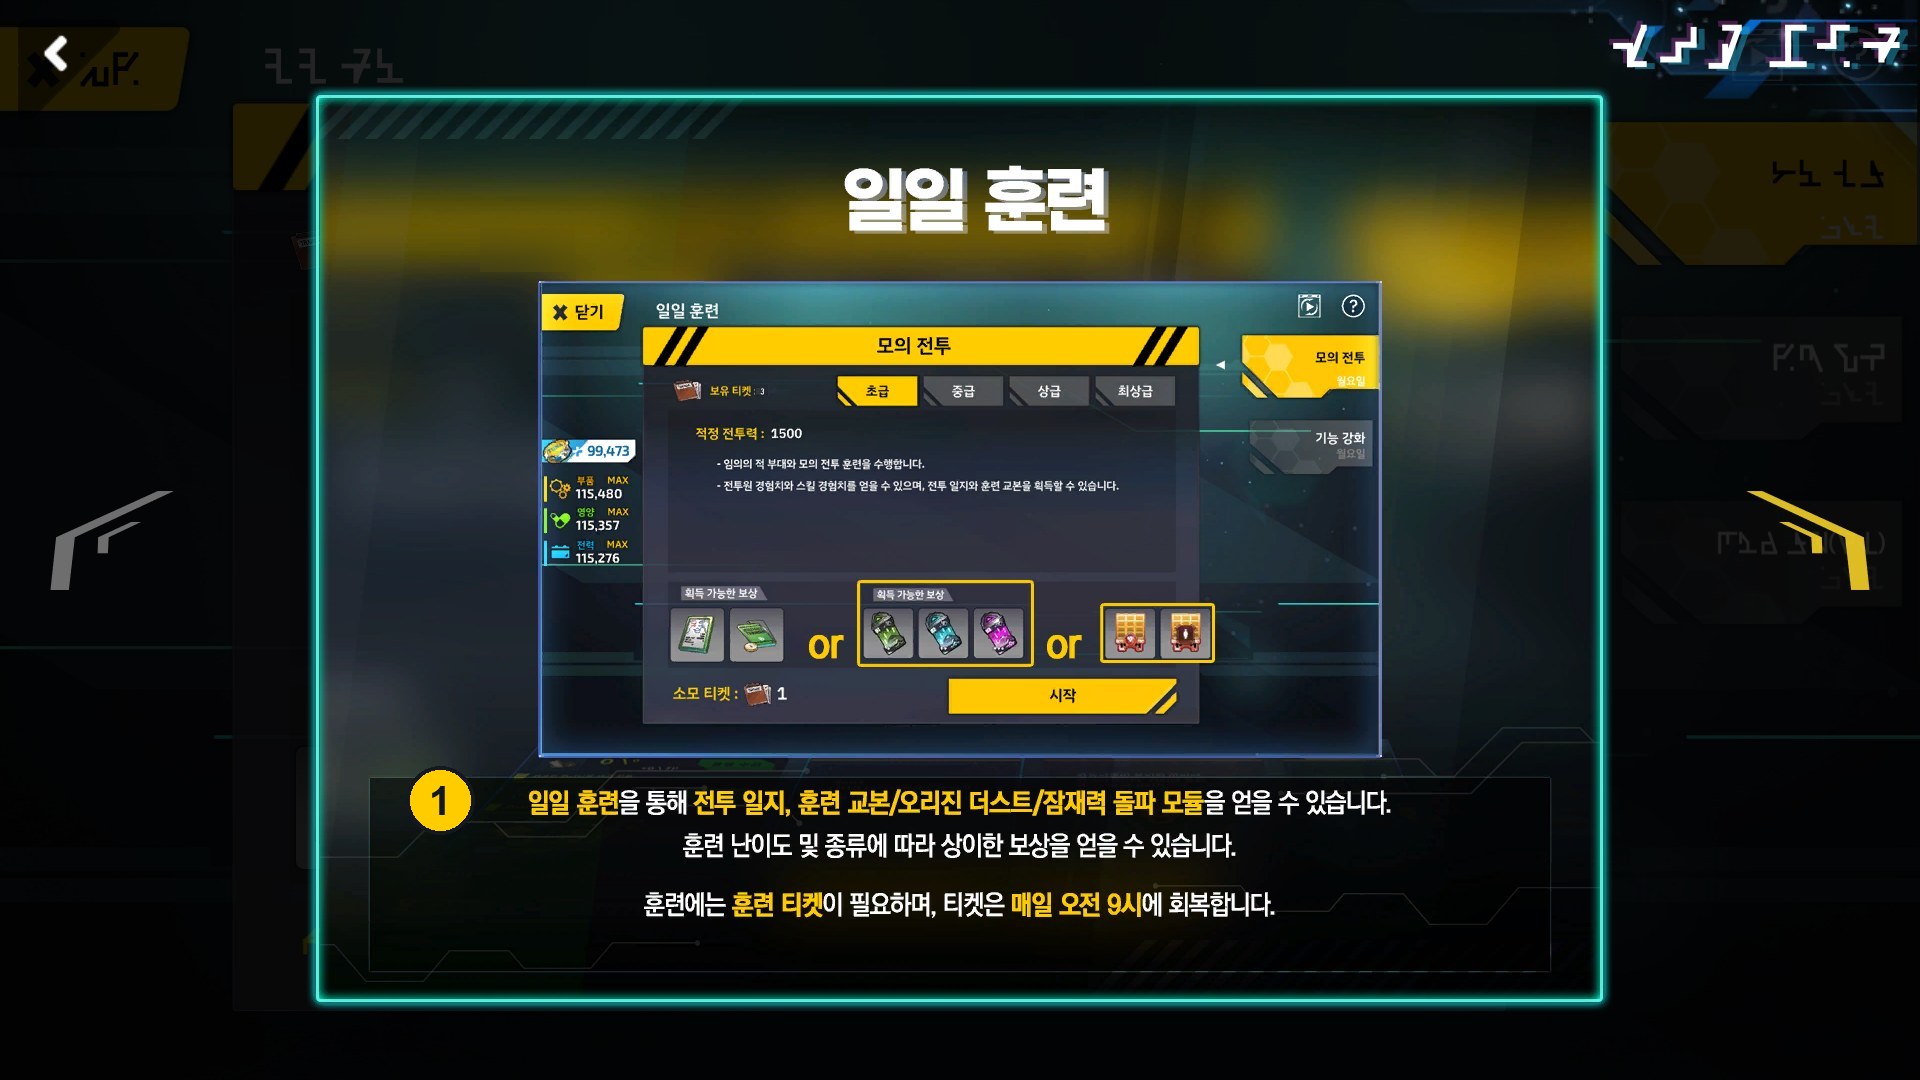 일일 훈련
닫기
일일 훈련
모의 전투
모의 전투
월요일
보유 티켓 : 3
초급
중급
상급
최상급
기능 강화
월요일
적정 전투력 : 1500
- 임의의 적 부대와 모의 전투 훈련을 수행합니다.
- 전투원 경험치와 스킬 경험치를 얻을 수 있으며, 전투 일지와 훈련 교본을 획득할 수 있습니다.
99,473
부품 MAX
115,480
영양 MAX
115,357
전력 MAX
115,276
획득 가능한 보상
or
획득 가능한 보상
or
소모 티켓 : 1
시작
1
일일 훈련을 통해 전투 일지, 훈련 교본/오리진 더스트/잠재력 돌파 모듈을 얻을 수 있습니다.
훈련 난이도 및 종류에 따라 상이한 보상을 얻을 수 있습니다.
훈련에는 훈련 티켓이 필요하며, 티켓은 매일 오전 9시에 회복합니다.